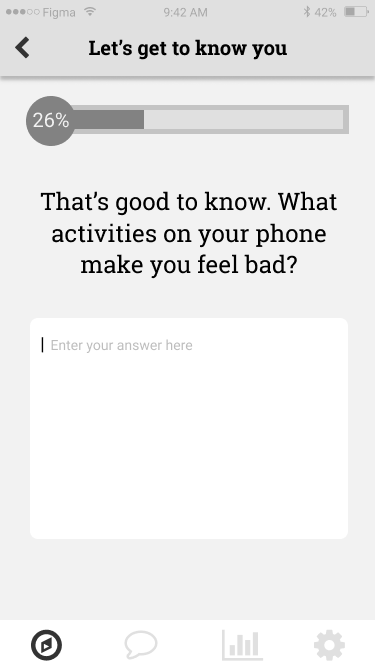 Figma 9:42 AM 42%
Let's get to know you
26%
That's good to know. What
activities on your phone
make you feel bad?
Enter your answer here